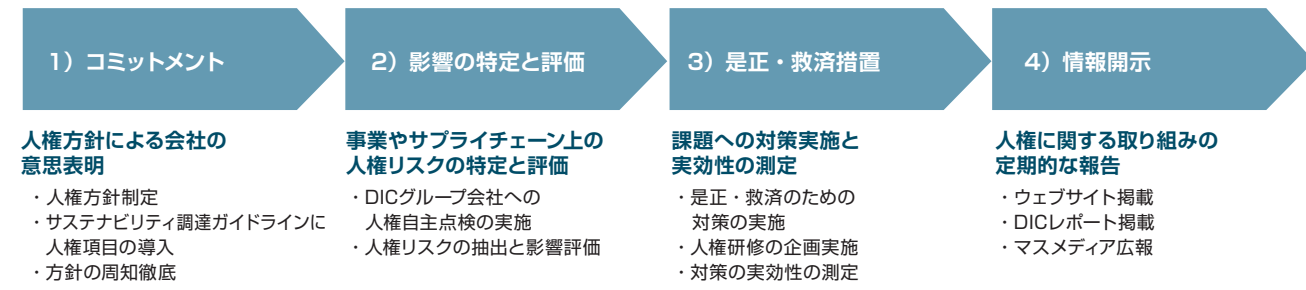 1）コミットメント
2）影響の特定と評価
3）是正・救済措置
4）情報開示
人権方針による会社の
意思表明
・人権方針制定
・サステナビリティ調達ガイドラインに
人権項目の導入
・方針の周知徹底
事業やサプライチェーン上の
人権リスクの特定と評価
・DICグループ会社への
人権自主点検の実施
・人権リスクの抽出と影響評価
課題への対策実施と
実効性の測定
・是正・救済のための
対策の実施
・人権研修の企画実施
・対策の実効性の測定
人権に関する取り組みの
定期的な報告
・ウェブサイト掲載
・DICレポート掲載
・マスメディア広報